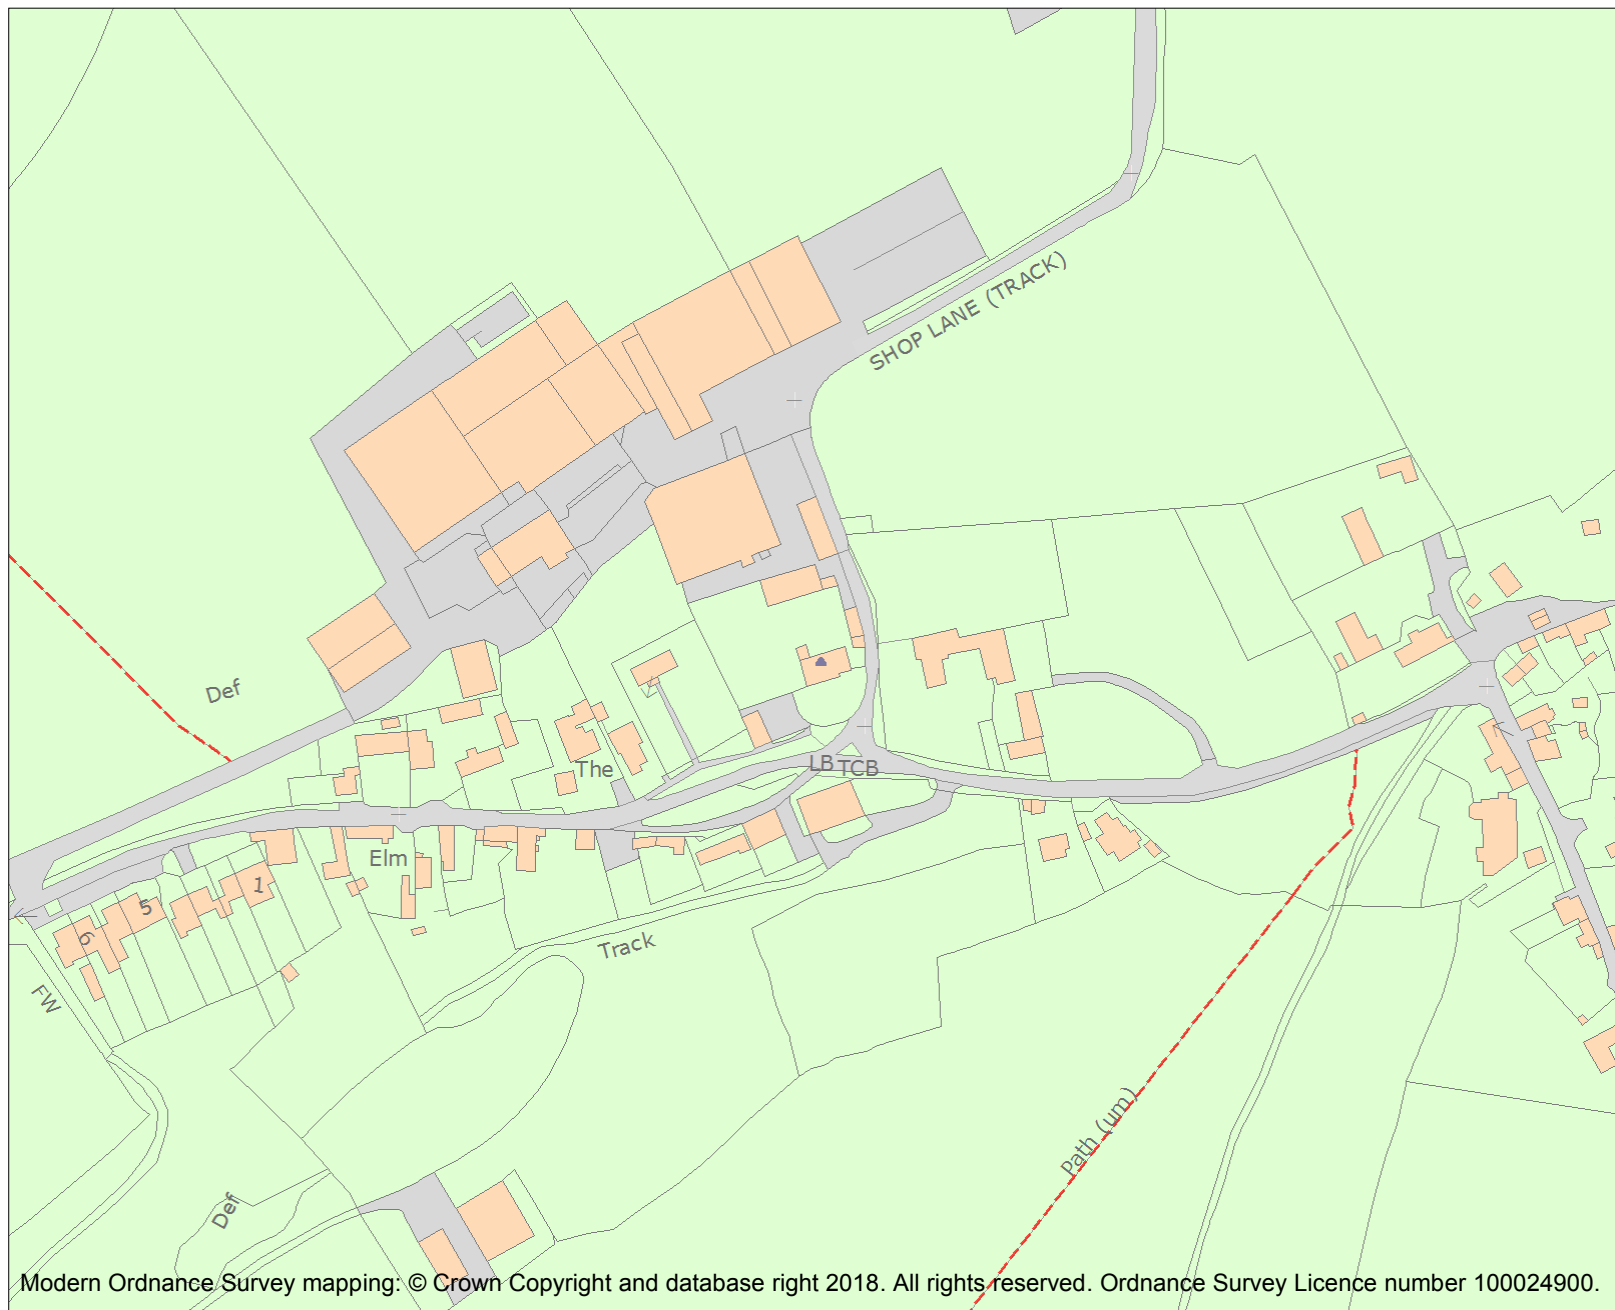 SHOP LANE (TRACK)
Def
The
LB
TCB
Elm
1
5
6
Track
FW
Path (um)
Def
Modern Ordnance Survey mapping: © Crown Copyright and database right 2018. All rights reserved. Ordnance Survey Licence number 100024900.